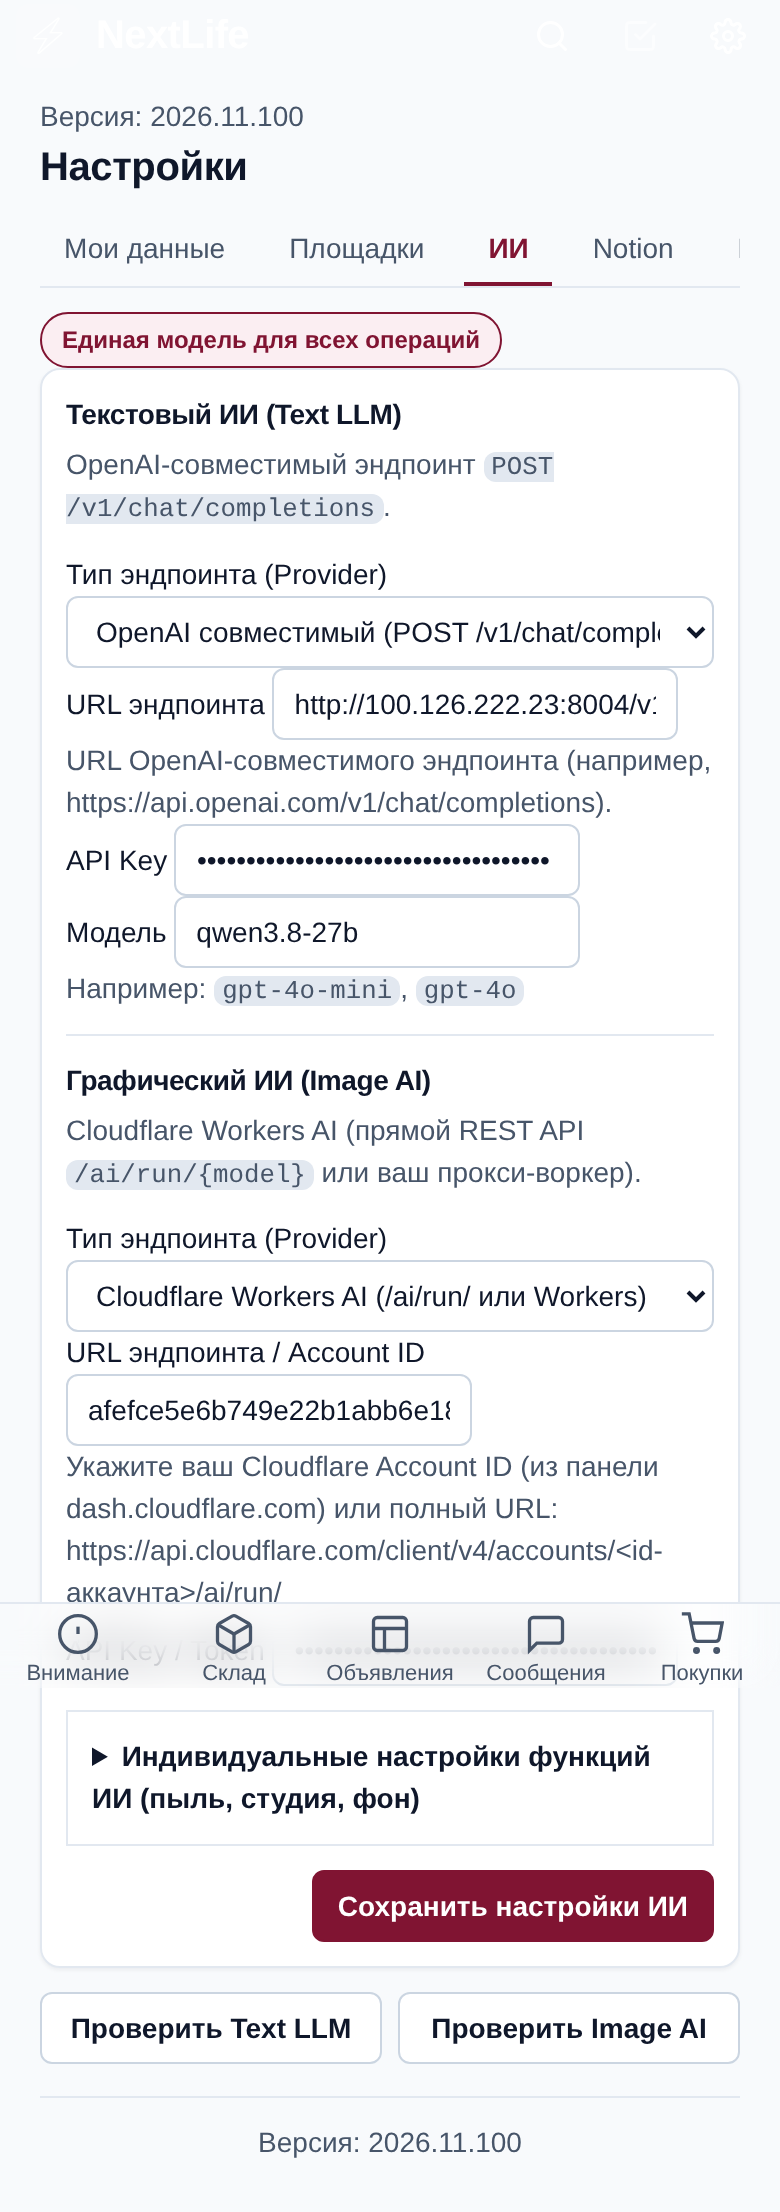 NextLife
Версия: 2026.11.100
Настройки
Мои данные Площадки ИИ Notion
Единая модель для всех операций
Текстовый ИИ (Text LLM)
OpenAI-совместимый эндпоинт POST
/v1/chat/completions.
Тип эндпоинта (Provider)
OpenAI совместимый (POST /v1/chat/comple
URL эндпоинта http://100.126.222.23:8004/v1
URL OpenAI-совместимого эндпоинта (например,
https://api.openai.com/v1/chat/completions).
API Key
Модель qwen3.8-27b
Например: gpt-4o-mini, gpt-4o
Графический ИИ (Image AI)
Cloudflare Workers AI (прямой REST API
/ai/run/{model} или ваш прокси-воркер).
Тип эндпоинта (Provider)
Cloudflare Workers AI (/ai/run/ или Workers)
URL эндпоинта / Account ID
afefce5e6b749e22b1abb6e18
Укажите ваш Cloudflare Account ID (из панели
dash.cloudflare.com) или полный URL:
https://api.cloudflare.com/client/v4/accounts/<id-
аккаунта>/ai/run/
API Key / Token
Внимание Склад Объявления Сообщения Покупки
Индивидуальные настройки функций
ИИ (пыль, студия, фон)
Сохранить настройки ИИ
Проверить Text LLM Проверить Image AI
Версия: 2026.11.100